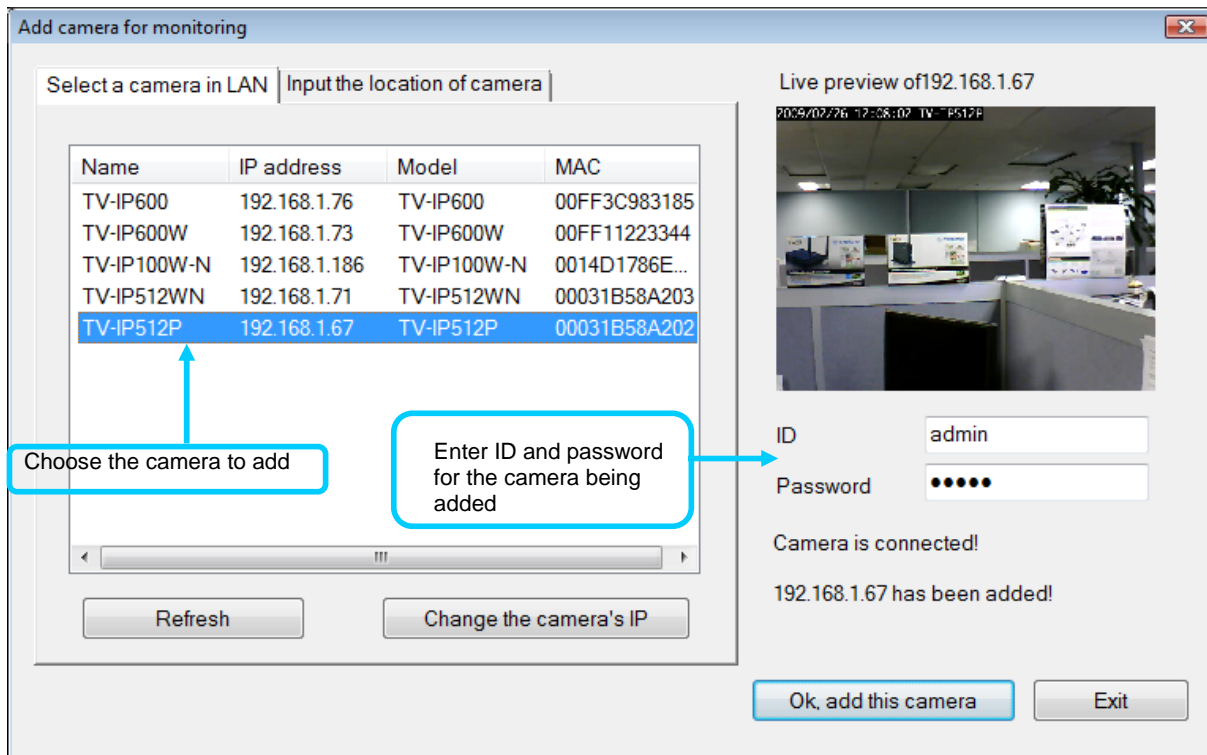 Add camera for monitoring
Select a camera in LAN
Input the location of camera
Name IP address Model MAC
TV-IP600 192.168.1.76 TV-IP600 00FF3C983185
TV-IP600W 192.168.1.73 TV-IP600W 00FF11223344
TV-IP100W-N 192.168.1.186 TV-IP100W-N 0014D1786E...
TV-IP512WN 192.168.1.71 TV-IP512WN 00031B58A203
TV-IP512P 192.168.1.67 TV-IP512P 00031B58A202
Choose the camera to add
Enter ID and password
for the camera being
added
Refresh
Change the camera's IP
Live preview of192.168.1.67
2009/02/26 12:08:02 TV-IP512P
ID admin
Password •••••
Camera is connected!
192.168.1.67 has been added!
Ok, add this camera
Exit